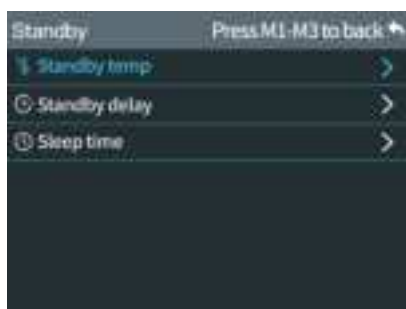 Standby Press M1-M3 to back
Standby temp
Standby delay
Sleep time